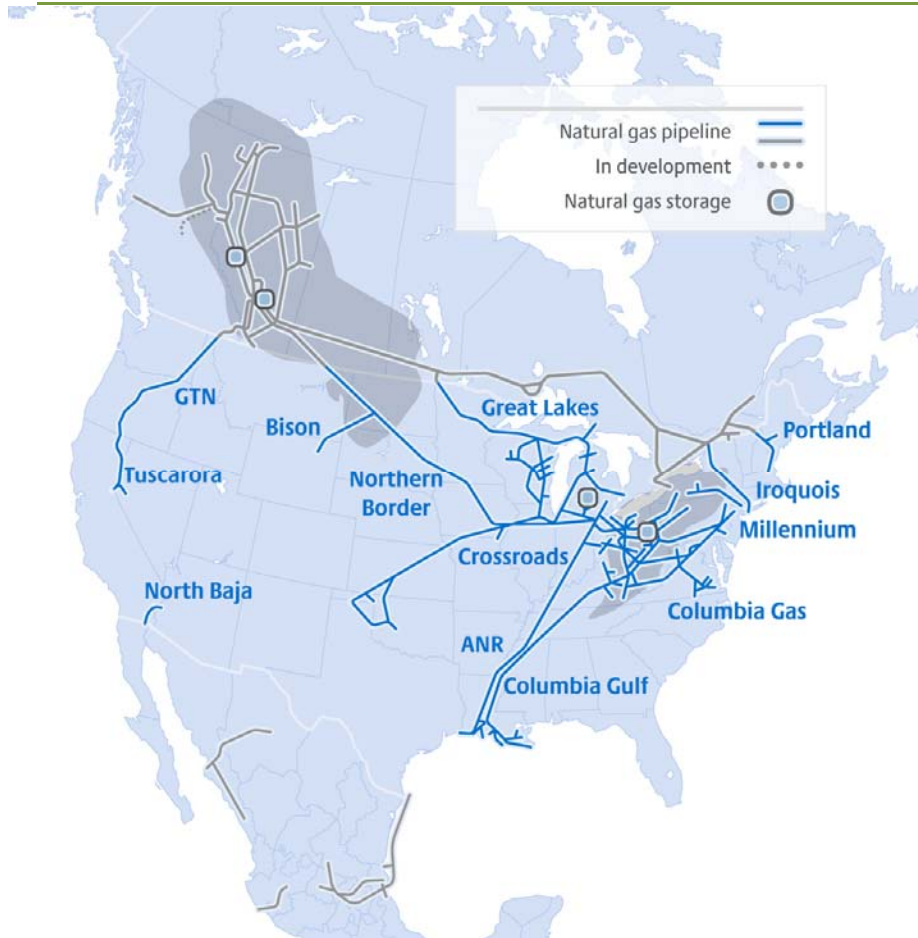 Natural gas pipeline
In development
Natural gas storage
GTN
Great Lakes
Bison
Portland
Tuscarora
Northern
Border
Iroquois
Millennium
Crossroads
North Baja
Columbia Gas
ANR
Columbia Gulf